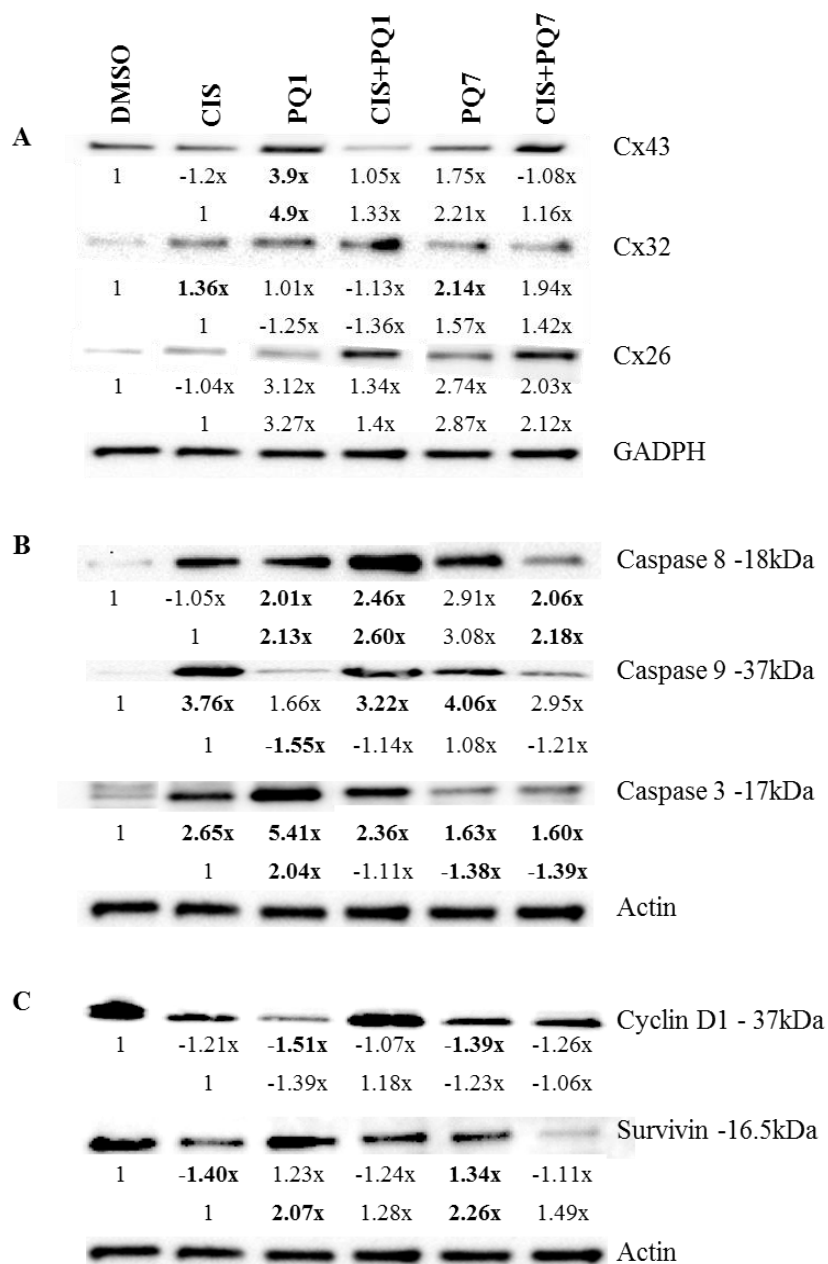 DMSO CIS PQ1 CIS+PQ1 PQ7 CIS+PQ7
A
Cx43
1 -1.2x 3.9x 1.05x 1.75x -1.08x
1 4.9x 1.33x 2.21x 1.16x
Cx32
1 1.36x 1.01x -1.13x 2.14x 1.94x
1 -1.25x -1.36x 1.57x 1.42x
Cx26
1 -1.04x 3.12x 1.34x 2.74x 2.03x
1 3.27x 1.4x 2.87x 2.12x
GADPH
B
Caspase 8 -18kDa
1 -1.05x 2.01x 2.46x 2.91x 2.06x
1 2.13x 2.60x 3.08x 2.18x
Caspase 9 -37kDa
1 3.76x 1.66x 3.22x 4.06x 2.95x
1 -1.55x -1.14x 1.08x -1.21x
Caspase 3 -17kDa
1 2.65x 5.41x 2.36x 1.63x 1.60x
1 2.04x -1.11x -1.38x -1.39x
Actin
C
Cyclin D1 - 37kDa
1 -1.21x -1.51x -1.07x -1.39x -1.26x
1 -1.39x 1.18x -1.23x -1.06x
Survivin -16.5kDa
1 -1.40x 1.23x -1.24x 1.34x -1.11x
1 2.07x 1.28x 2.26x 1.49x
Actin